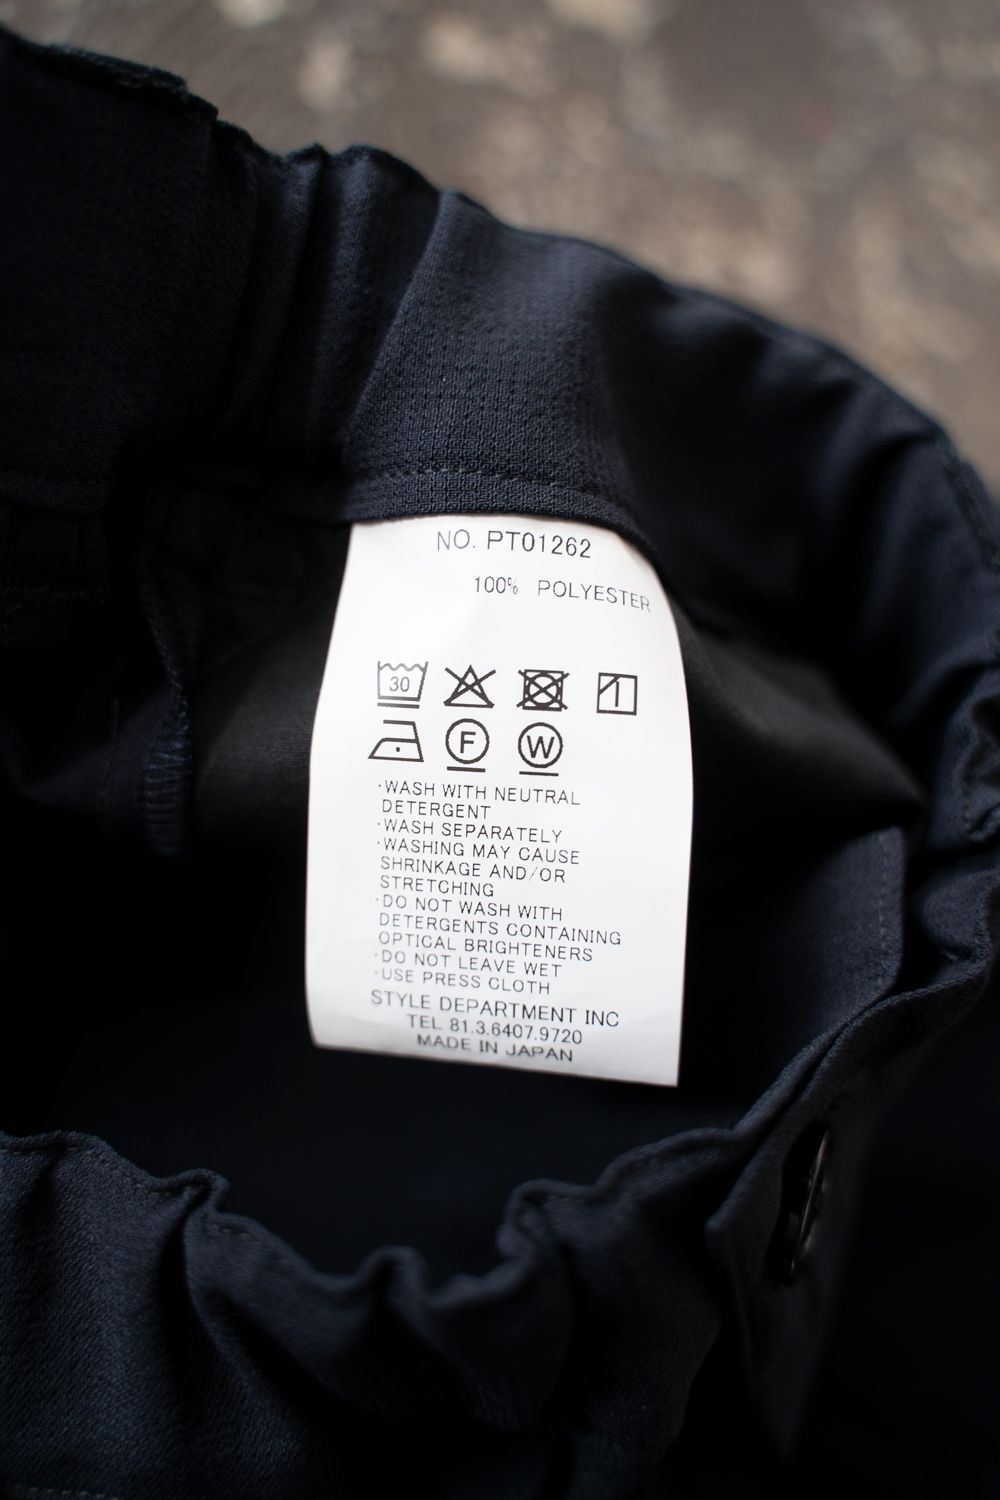 NO. PT01262
100% POLYESTER
30
F W
·WASH WITH NEUTRAL
DETERGENT
·WASH SEPARATELY
·WASHING MAY CAUSE
SHRINKAGE AND/OR
STRETCHING
·DO NOT WASH WITH
DETERGENTS CONTAINING
OPTICAL BRIGHTENERS
·DO NOT LEAVE WET
·USE PRESS CLOTH
STYLE DEPARTMENT INC
TEL 81.3.6407.9720
MADE IN JAPAN